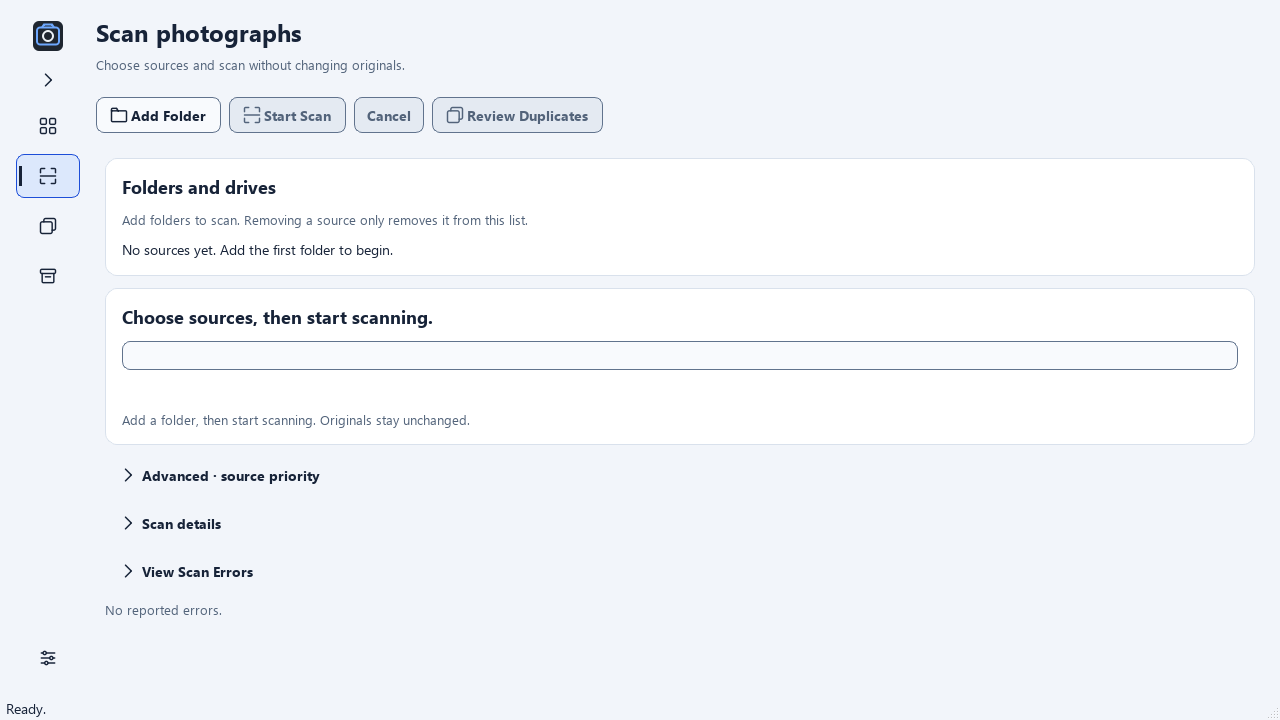 Scan photographs
Choose sources and scan without changing originals.
Add Folder
Start Scan
Cancel
Review Duplicates
Folders and drives
Add folders to scan. Removing a source only removes it from this list.
No sources yet. Add the first folder to begin.
Choose sources, then start scanning.
Add a folder, then start scanning. Originals stay unchanged.
Advanced · source priority
Scan details
View Scan Errors
No reported errors.
Ready.